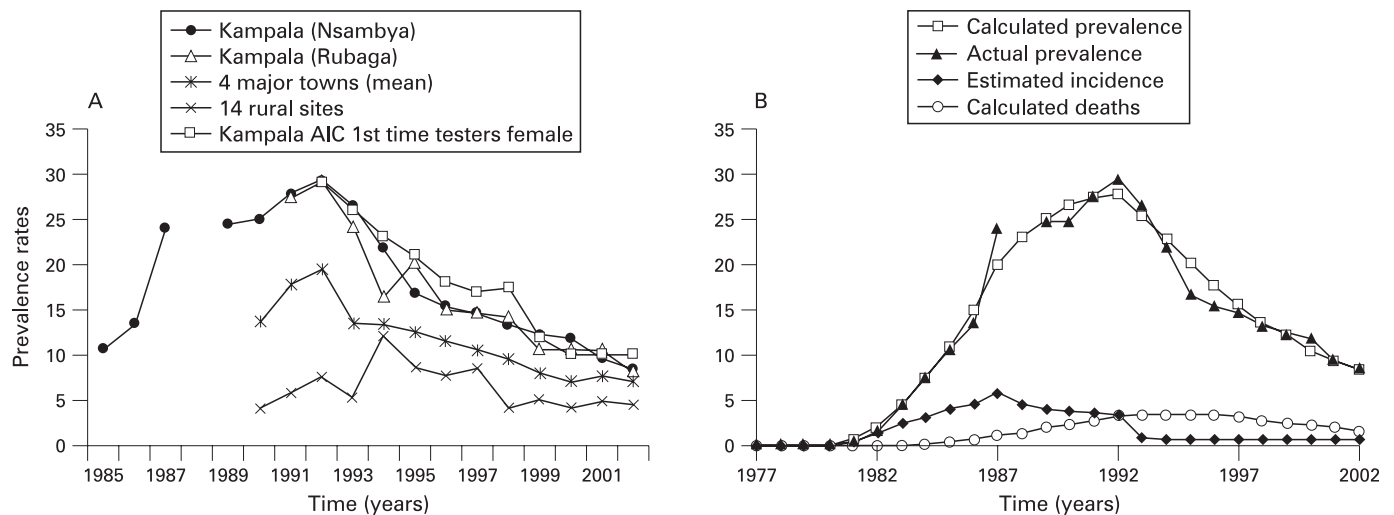 Kampala (Nsambya)
Kampala (Rubaga)
4 major towns (mean)
14 rural sites
Kampala AIC 1st time testers female
A
35
30
25
20
15
10
5
0
Prevalence rates
1985 1987 1989 1991 1993 1995 1997 1999 2001
Time (years)
Calculated prevalence
Actual prevalence
Estimated incidence
Calculated deaths
B
35
30
25
20
15
10
5
0
1977 1982 1987 1992 1997 2002
Time (years)